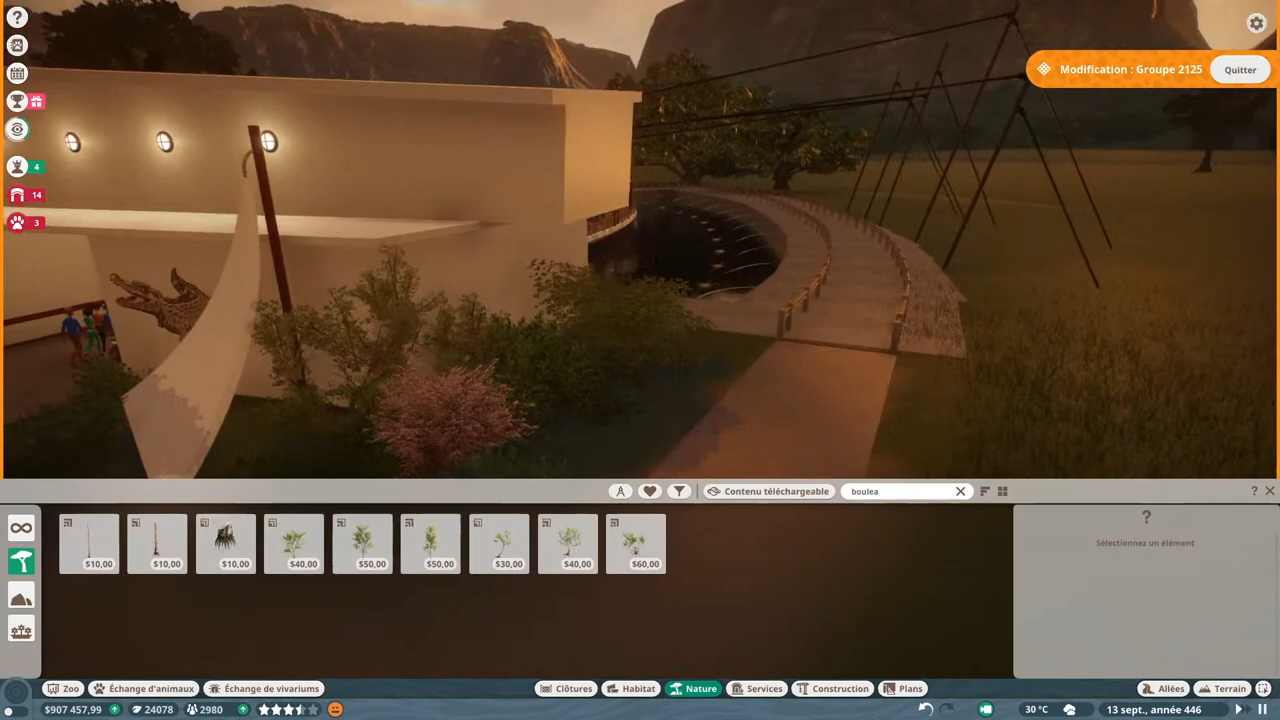 Modification : Groupe 2125
Quitter
4
14
3
Contenu téléchargeable
boulea
?
Sélectionnez un élément
$10,00
$10,00
$10,00
$40,00
$50,00
$50,00
$30,00
$40,00
$60,00
Zoo
Échange d'animaux
Échange de vivariums
Clôtures
Habitat
Nature
Services
Construction
Plans
Allées
Terrain
$907 457,99
24078
2980
30 °C
13 sept., année 446